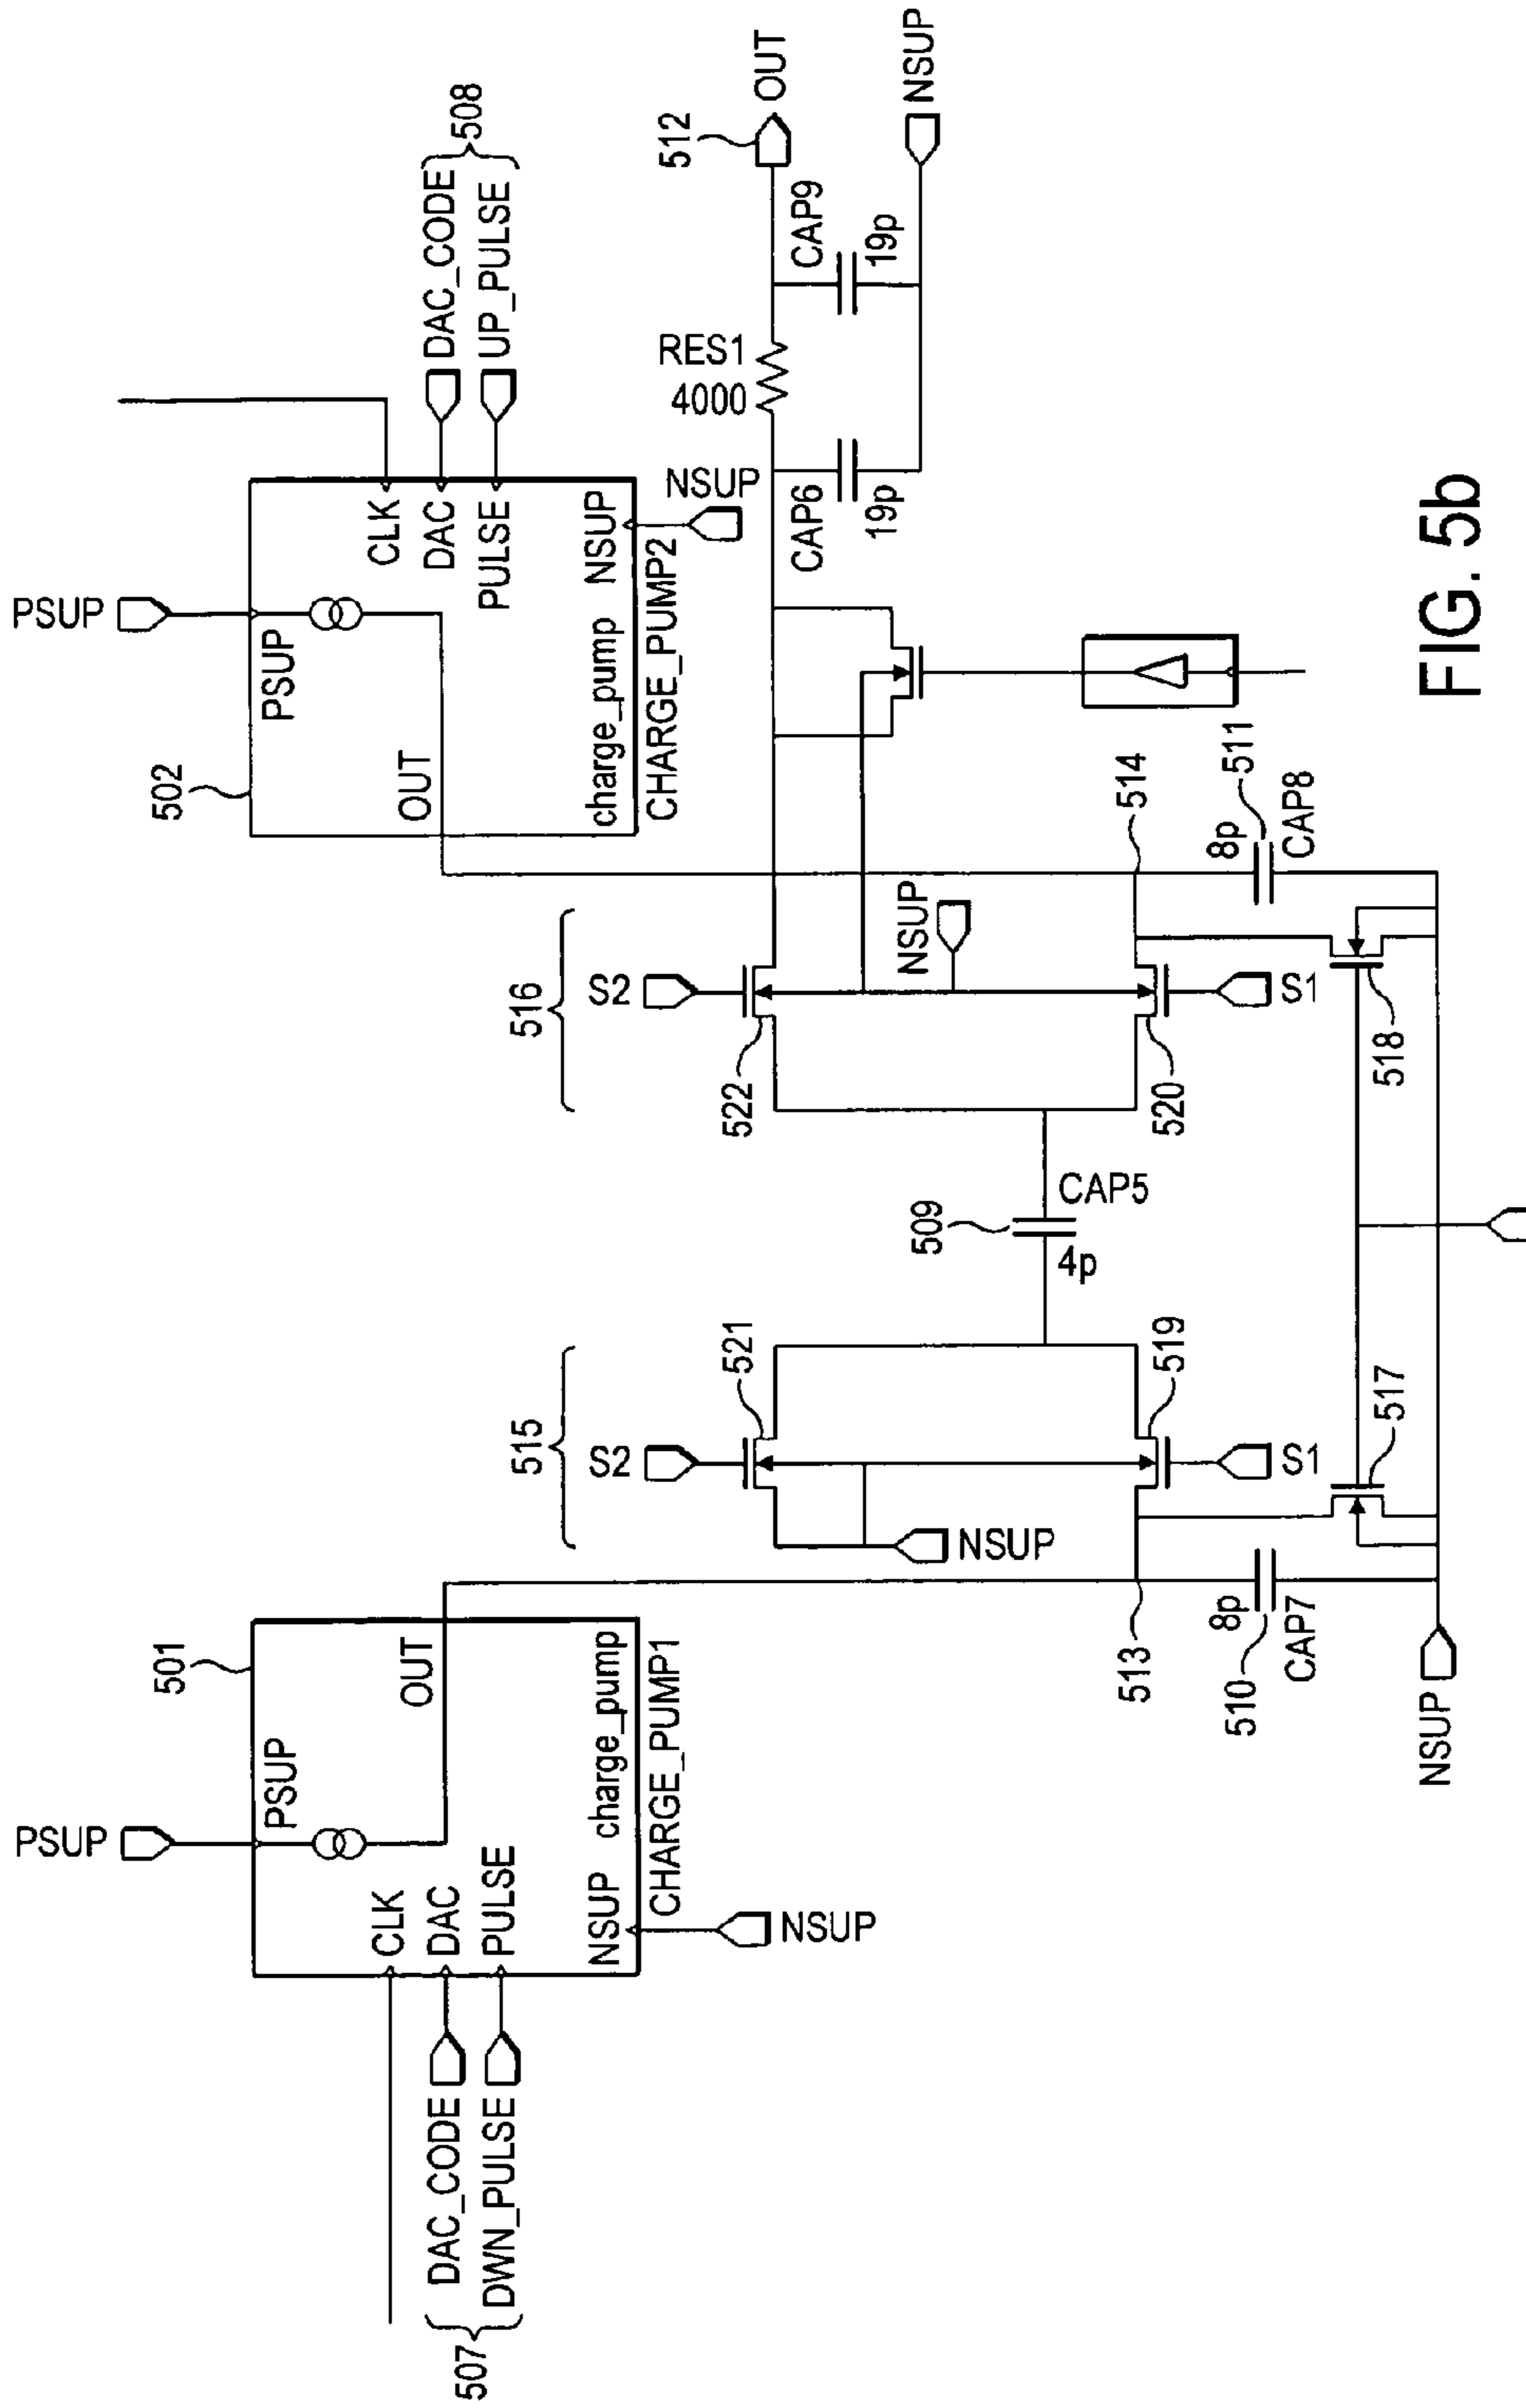 PSUP
501
PSUP
OUT
CLK
DAC
PULSE
NSUP
charge_pump
CHARGE_PUMP1
DAC_CODE
DWN_PULSE
507
NSUP
PSUP
502
PSUP
OUT
CLK
DAC
PULSE
NSUP
charge_pump
CHARGE_PUMP2
DAC_CODE
UP_PULSE
508
NSUP
515
S2
521
NSUP
519
S1
513
509
CAP5
4p
516
S2
522
NSUP
520
S1
514
RES1
4000
512
OUT
CAP6
19p
CAP9
19p
NSUP
8p
510
CAP7
517
518
8p
511
CAP8
NSUP
FIG. 5b